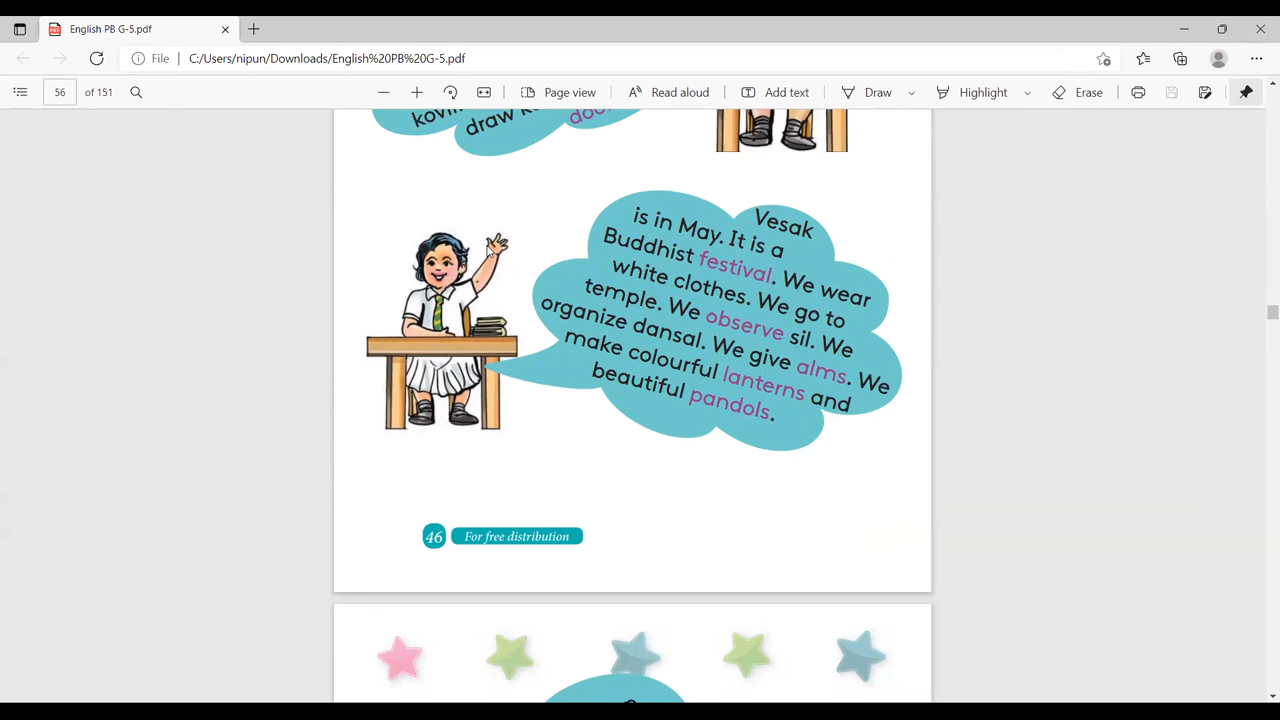 English PB G-5.pdf
File C:/Users/nipun/Downloads/English%20PB%20G-5.pdf
56 of 151 Page view Read aloud Add text Draw Highlight Erase
draw
Vesak
is in May. It is a
Buddhist festival. We wear
white clothes. We go to
temple. We observe sil. We
organize dansal. We give alms. We
make colourful lanterns and
beautiful pandols.
46 For free distribution